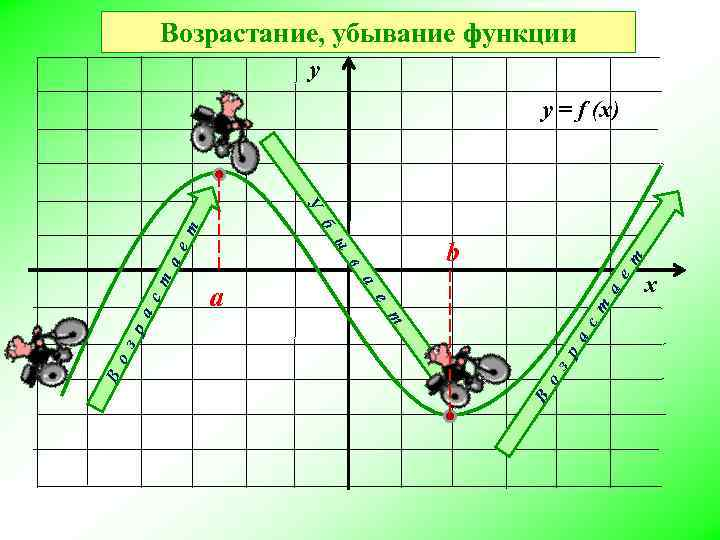 Возрастание, убывание функции
y
y = f (x)
Возрастает
Убывает
Возрастает
a
b
x